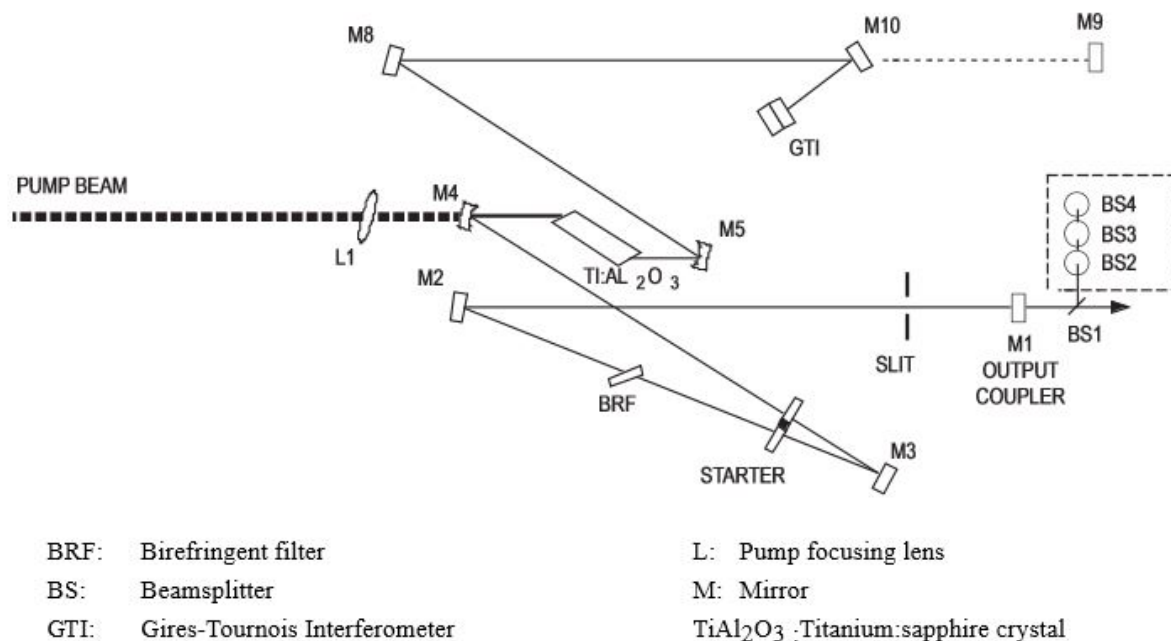 M8
M10
M9
GTI
PUMP BEAM
M4
L1
TI:AL 2 O 3
M5
BS4
BS3
BS2
M2
BS1
SLIT
M1
OUTPUT
COUPLER
BRF
STARTER
M3
BRF: Birefringent filter
L: Pump focusing lens
BS: Beamsplitter
M: Mirror
GTI: Gires-Tournois Interferometer
TiAl2O3 :Titanium:sapphire crystal